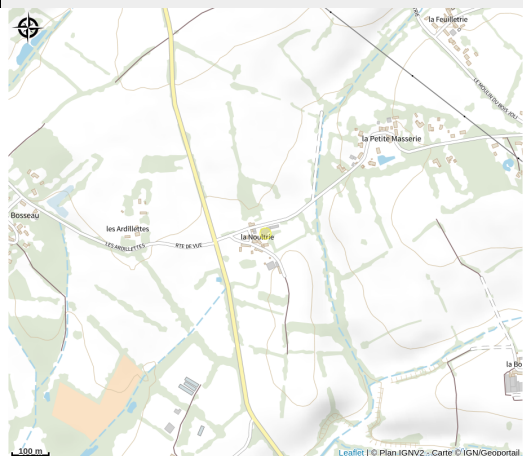 la Feuilletrie
LE MOULIN DU BOIS JOLI
la Petite Masserie
Bosseau
les Ardillettes
la Noultrie
LES ARDILLETTES
RTE DE VUE
la Bo
100 m
Leaflet | © Plan IGNV2 - Carte © IGN/Geoportail